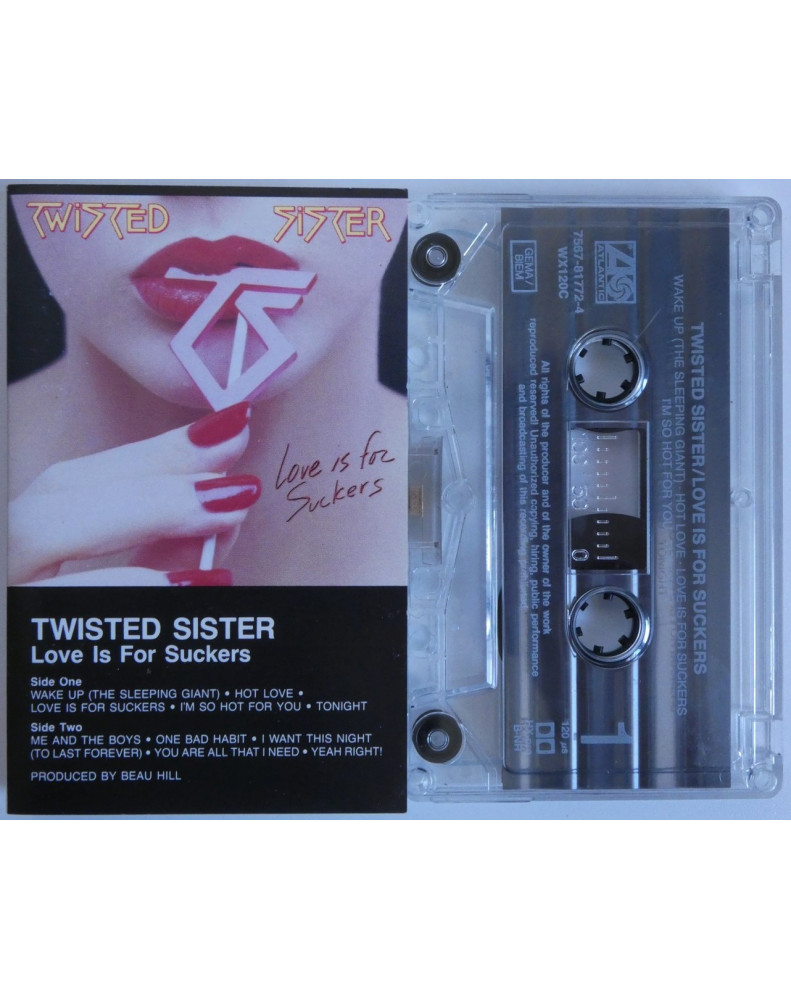 TWISTED SISTER
TS
Love is for
Suckers
TWISTED SISTER
Love Is For Suckers
Side One
WAKE UP (THE SLEEPING GIANT) • HOT LOVE •
LOVE IS FOR SUCKERS • I'M SO HOT FOR YOU • TONIGHT
Side Two
ME AND THE BOYS • ONE BAD HABIT • I WANT THIS NIGHT
(TO LAST FOREVER) • YOU ARE ALL THAT I NEED • YEAH RIGHT!
PRODUCED BY BEAU HILL
TWISTED SISTER/LOVE IS FOR SUCKERS
WAKE UP (THE SLEEPING GIANT) · HOT LOVE · LOVE IS FOR SUCKERS
I'M SO HOT FOR YOU
ATLANTIC
7567-81772-4
WX120C
GEMA/
BIEM
100 50 0
All rights of the producer and of the owner of the work
reproduced reserved! Unauthorized copying, hiring, public performance
and broadcasting of this
1
120 µs